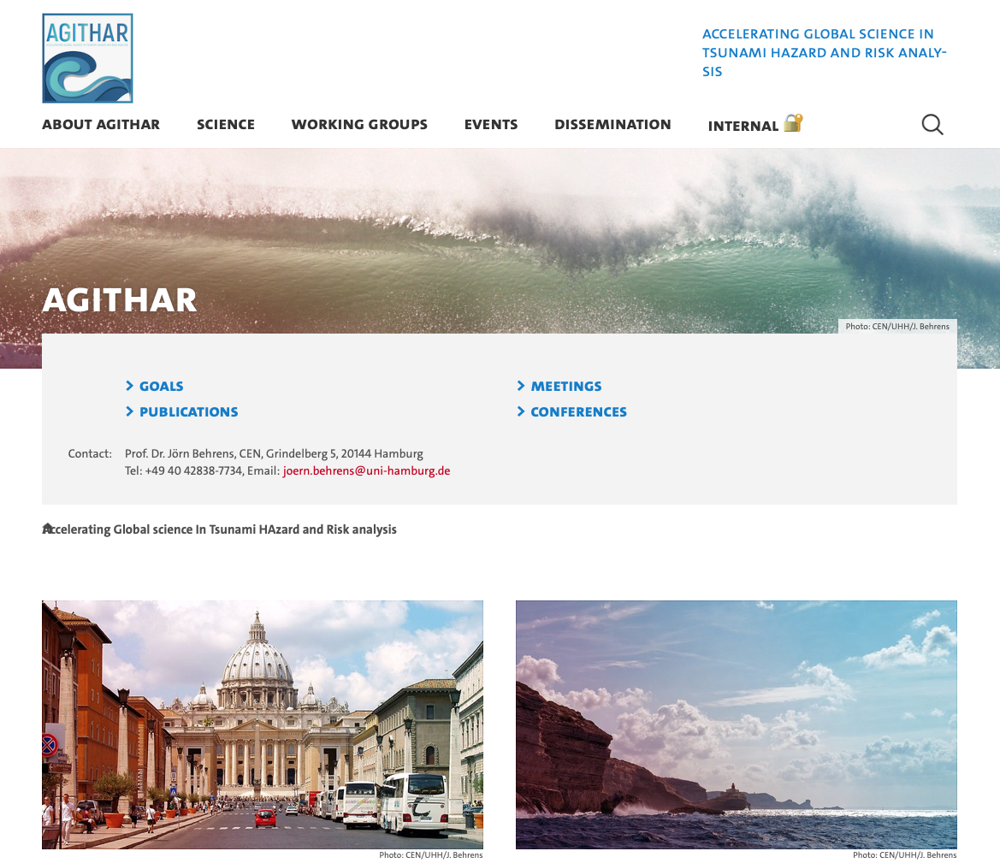 AGITHAR
ACCELERATING GLOBAL SCIENCE IN
TSUNAMI HAZARD AND RISK ANALY-
SIS
ABOUT AGITHAR
SCIENCE
WORKING GROUPS
EVENTS
DISSEMINATION
INTERNAL
AGITHAR
Photo: CEN/UHH/J. Behrens
GOALS
MEETINGS
PUBLICATIONS
CONFERENCES
Contact: Prof. Dr. Jörn Behrens, CEN, Grindelberg 5, 20144 Hamburg
Tel: +49 40 42838-7734, Email: joern.behrens@uni-hamburg.de
Accelerating Global science In Tsunami HAzard and Risk analysis
Photo: CEN/UHH/J. Behrens
Photo: CEN/UHH/J. Behrens